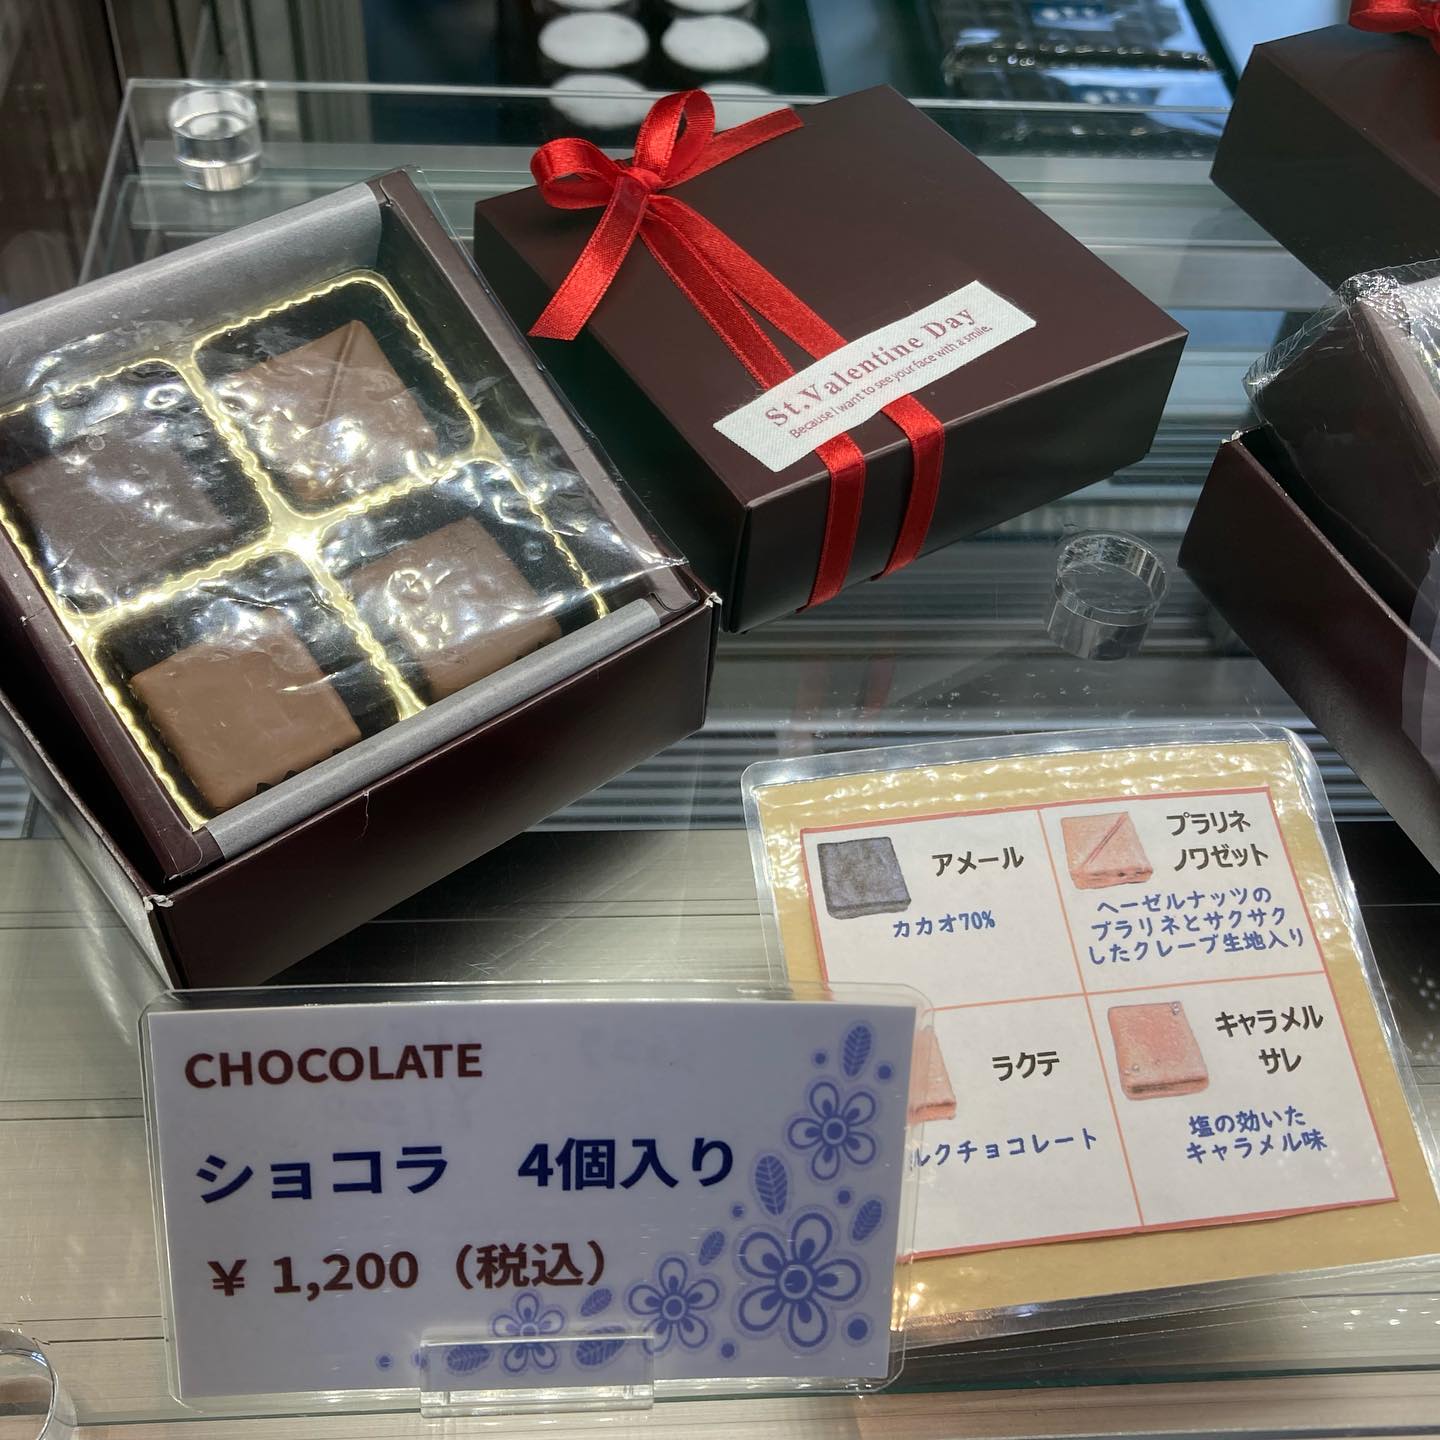 St.Valentine Day
Because I want to see your face with a smile.
アメール
カカオ70%
プラリネ
ノワゼット
ヘーゼルナッツの
プラリネとサクサク
したクレープ生地入り
ラクテ
ルクチョコレート
キャラメル
サレ
塩の効いた
キャラメル味
CHOCOLATE
ショコラ 4個入り
¥ 1,200（税込）